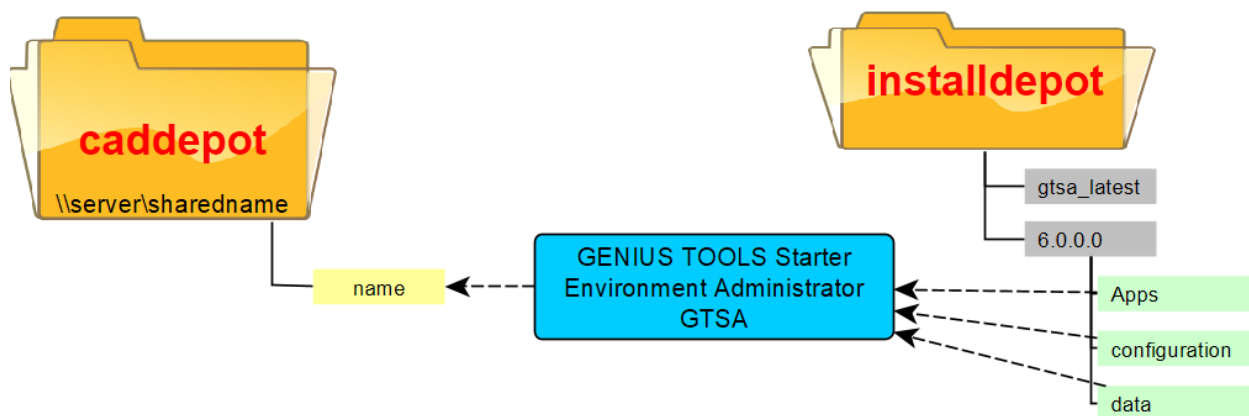 caddepot
\\server\sharedname
name
GENIUS TOOLS Starter
Environment Administrator
GTSA
installdepot
gtsa_latest
6.0.0.0
Apps
configuration
data